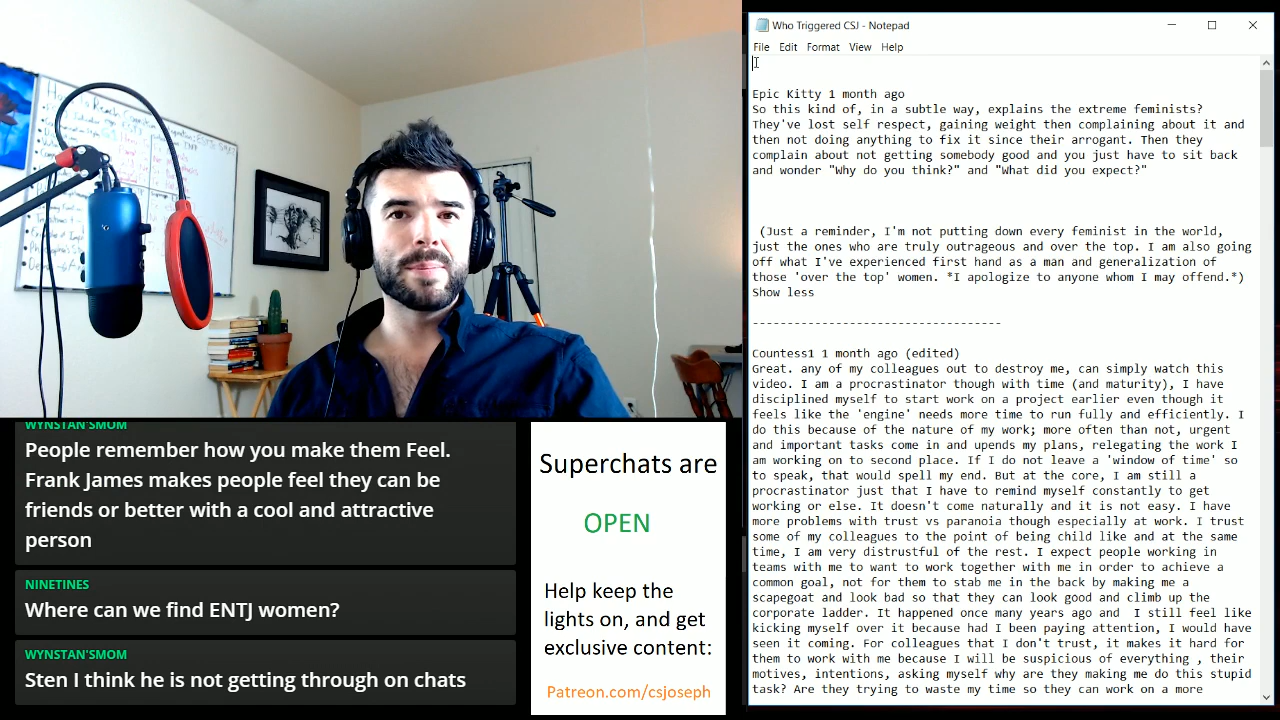 Who Triggered CSJ - Notepad
File Edit Format View Help
Epic Kitty 1 month ago
So this kind of, in a subtle way, explains the extreme feminists?
They've lost self respect, gaining weight then complaining about it and
then not doing anything to fix it since their arrogant. Then they
complain about not getting somebody good and you just have to sit back
and wonder "Why do you think?" and "What did you expect?"
(Just a reminder, I'm not putting down every feminist in the world,
just the ones who are truly outrageous and over the top. I am also going
off what I've experienced first hand as a man and generalization of
those 'over the top' women. *I apologize to anyone whom I may offend.*)
Show less
---------------------------------
Countess1 1 month ago (edited)
Great. any of my colleagues out to destroy me, can simply watch this
video. I am a procrastinator though with time (and maturity), I have
disciplined myself to start work on a project earlier even though it
feels like the 'engine' needs more time to run fully and efficiently. I
do this because of the nature of my work; more often than not, urgent
and important tasks come in and upends my plans, relegating the work I
am working on to second place. If I do not leave a 'window of time' so
to speak, that would spell my end. But at the core, I am still a
procrastinator just that I have to remind myself constantly to get
working or else. It doesn't come naturally and it is not easy. I have
more problems with trust vs paranoia though especially at work. I trust
some of my colleagues to the point of being child like and at the same
time, I am very distrustful of the rest. I expect people working in
teams with me to want to work together with me in order to achieve a
common goal, not for them to stab me in the back by making me a
scapegoat and look bad so that they can look good and climb up the
corporate ladder. It happened once many years ago and  I still feel like
kicking myself over it because had I been paying attention, I would have
seen it coming. For colleagues that I don't trust, it makes it hard for
them to work with me because I will be suspicious of everything , their
motives, intentions, asking myself why are they making me do this stupid
task? Are they trying to waste my time so they can work on a more
WYNSTAN'SMOM
People remember how you make them Feel.
Frank James makes people feel they can be
friends or better with a cool and attractive
person
NINETINES
Where can we find ENTJ women?
WYNSTAN'SMOM
Sten I think he is not getting through on chats
Superchats are
OPEN
Help keep the
lights on, and get
exclusive content:
Patreon.com/csjoseph